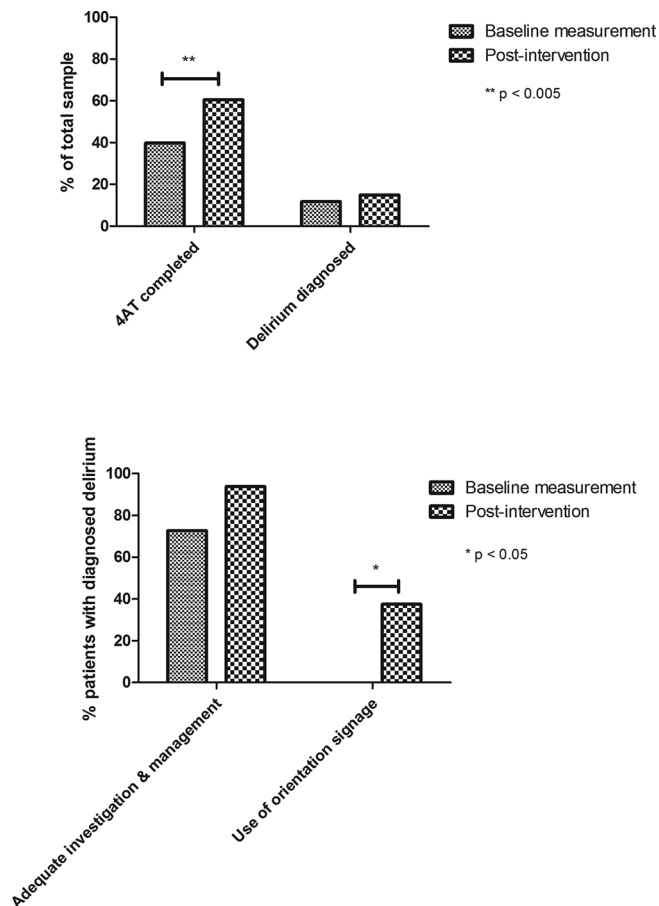 % of total sample
100
80
60
40
20
0
**
4AT completed
Delirium diagnosed
Baseline measurement
Post-intervention
** p < 0.005
% patients with diagnosed delirium
100
80
60
40
20
0
*
Adequate investigation & management
Use of orientation signage
Baseline measurement
Post-intervention
* p < 0.05